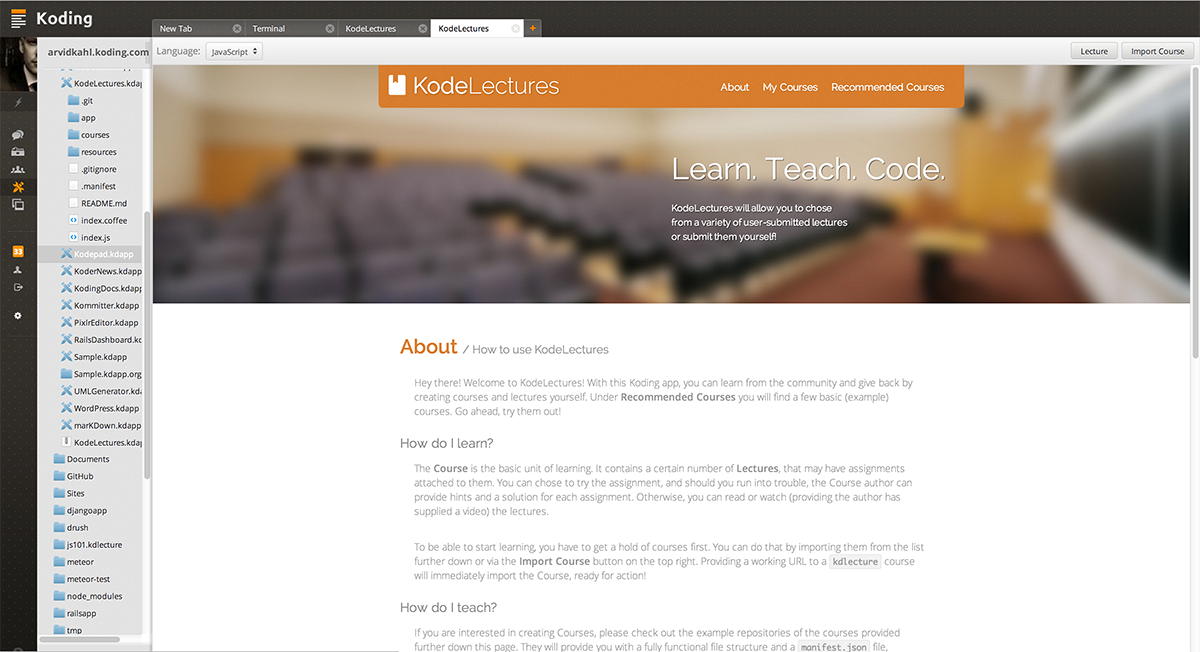 Koding
New Tab
Terminal
KodeLectures
KodeLectures
+
arvidkahl.koding.com
Language:
JavaScript
Lecture
Import Course
33
KodeLectures.kdap
.git
app
courses
resources
.gitignore
.manifest
README.md
index.coffee
index.js
Kodepad.kdapp
KoderNews.kdapp
KodingDocs.kdapp
Kommitter.kdapp
PixlrEditor.kdapp
RailsDashboard.kd
Sample.kdapp
Sample.kdapp.org
UMLGenerator.kda
WordPress.kdapp
marKDown.kdapp
KodeLectures.kdap
Documents
GitHub
Sites
djangoapp
drush
js101.kdlecture
meteor
meteor-test
node_modules
railsapp
tmp
KodeLectures
About
My Courses
Recommended Courses
Learn. Teach. Code.
KodeLectures will allow you to chose
from a variety of user-submitted lectures
or submit them yourself!
About / How to use KodeLectures
Hey there! Welcome to KodeLectures! With this Koding app, you can learn from the community and give back by
creating courses and lectures yourself. Under Recommended Courses you will find a few basic (example)
courses. Go ahead, try them out!
How do I learn?
The Course is the basic unit of learning. It contains a certain number of Lectures, that may have assignments
attached to them. You can chose to try the assignment, and should you run into trouble, the Course author can
provide hints and a solution for each assignment. Otherwise, you can read or watch (providing the author has
supplied a video) the lectures.
To be able to start learning, you have to get a hold of courses first. You can do that by importing them from the list
further down or via the Import Course button on the top right. Providing a working URL to a kdlecture course
will immediately import the Course, ready for action!
How do I teach?
If you are interested in creating Courses, please check out the example repositories of the courses provided
further down this page. They will provide you with a fully functional file structure and a manifest.json file,